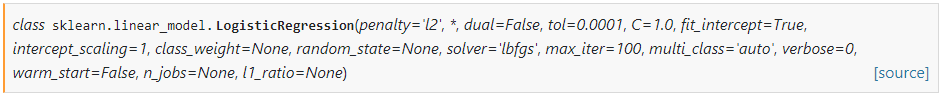 class sklearn.linear_model.LogisticRegression(penalty='l2', *, dual=False, tol=0.0001, C=1.0, fit_intercept=True,
intercept_scaling=1, class_weight=None, random_state=None, solver='lbfgs', max_iter=100, multi_class='auto', verbose=0,
warm_start=False, n_jobs=None, l1_ratio=None) [source]